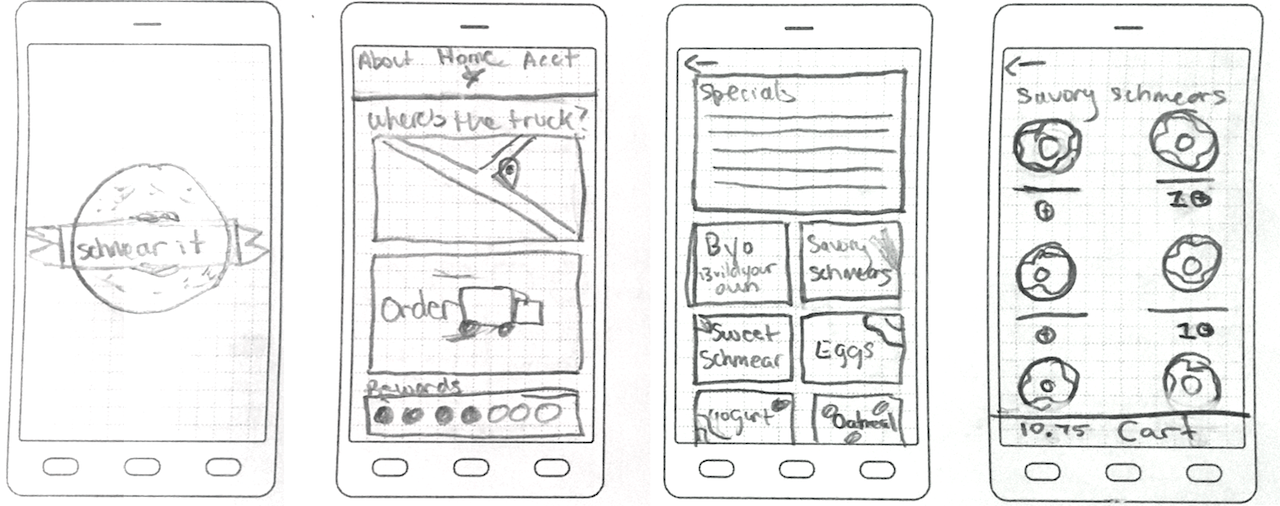 schmear it
About Home Acct
Where's the truck?
Order
Rewards
Specials
Byo
Build your
own
Savory
Schmears
Sweet
Schmear
Eggs
Yogurt
Oatmeal
Savory schmears
1
1
10.75 Cart